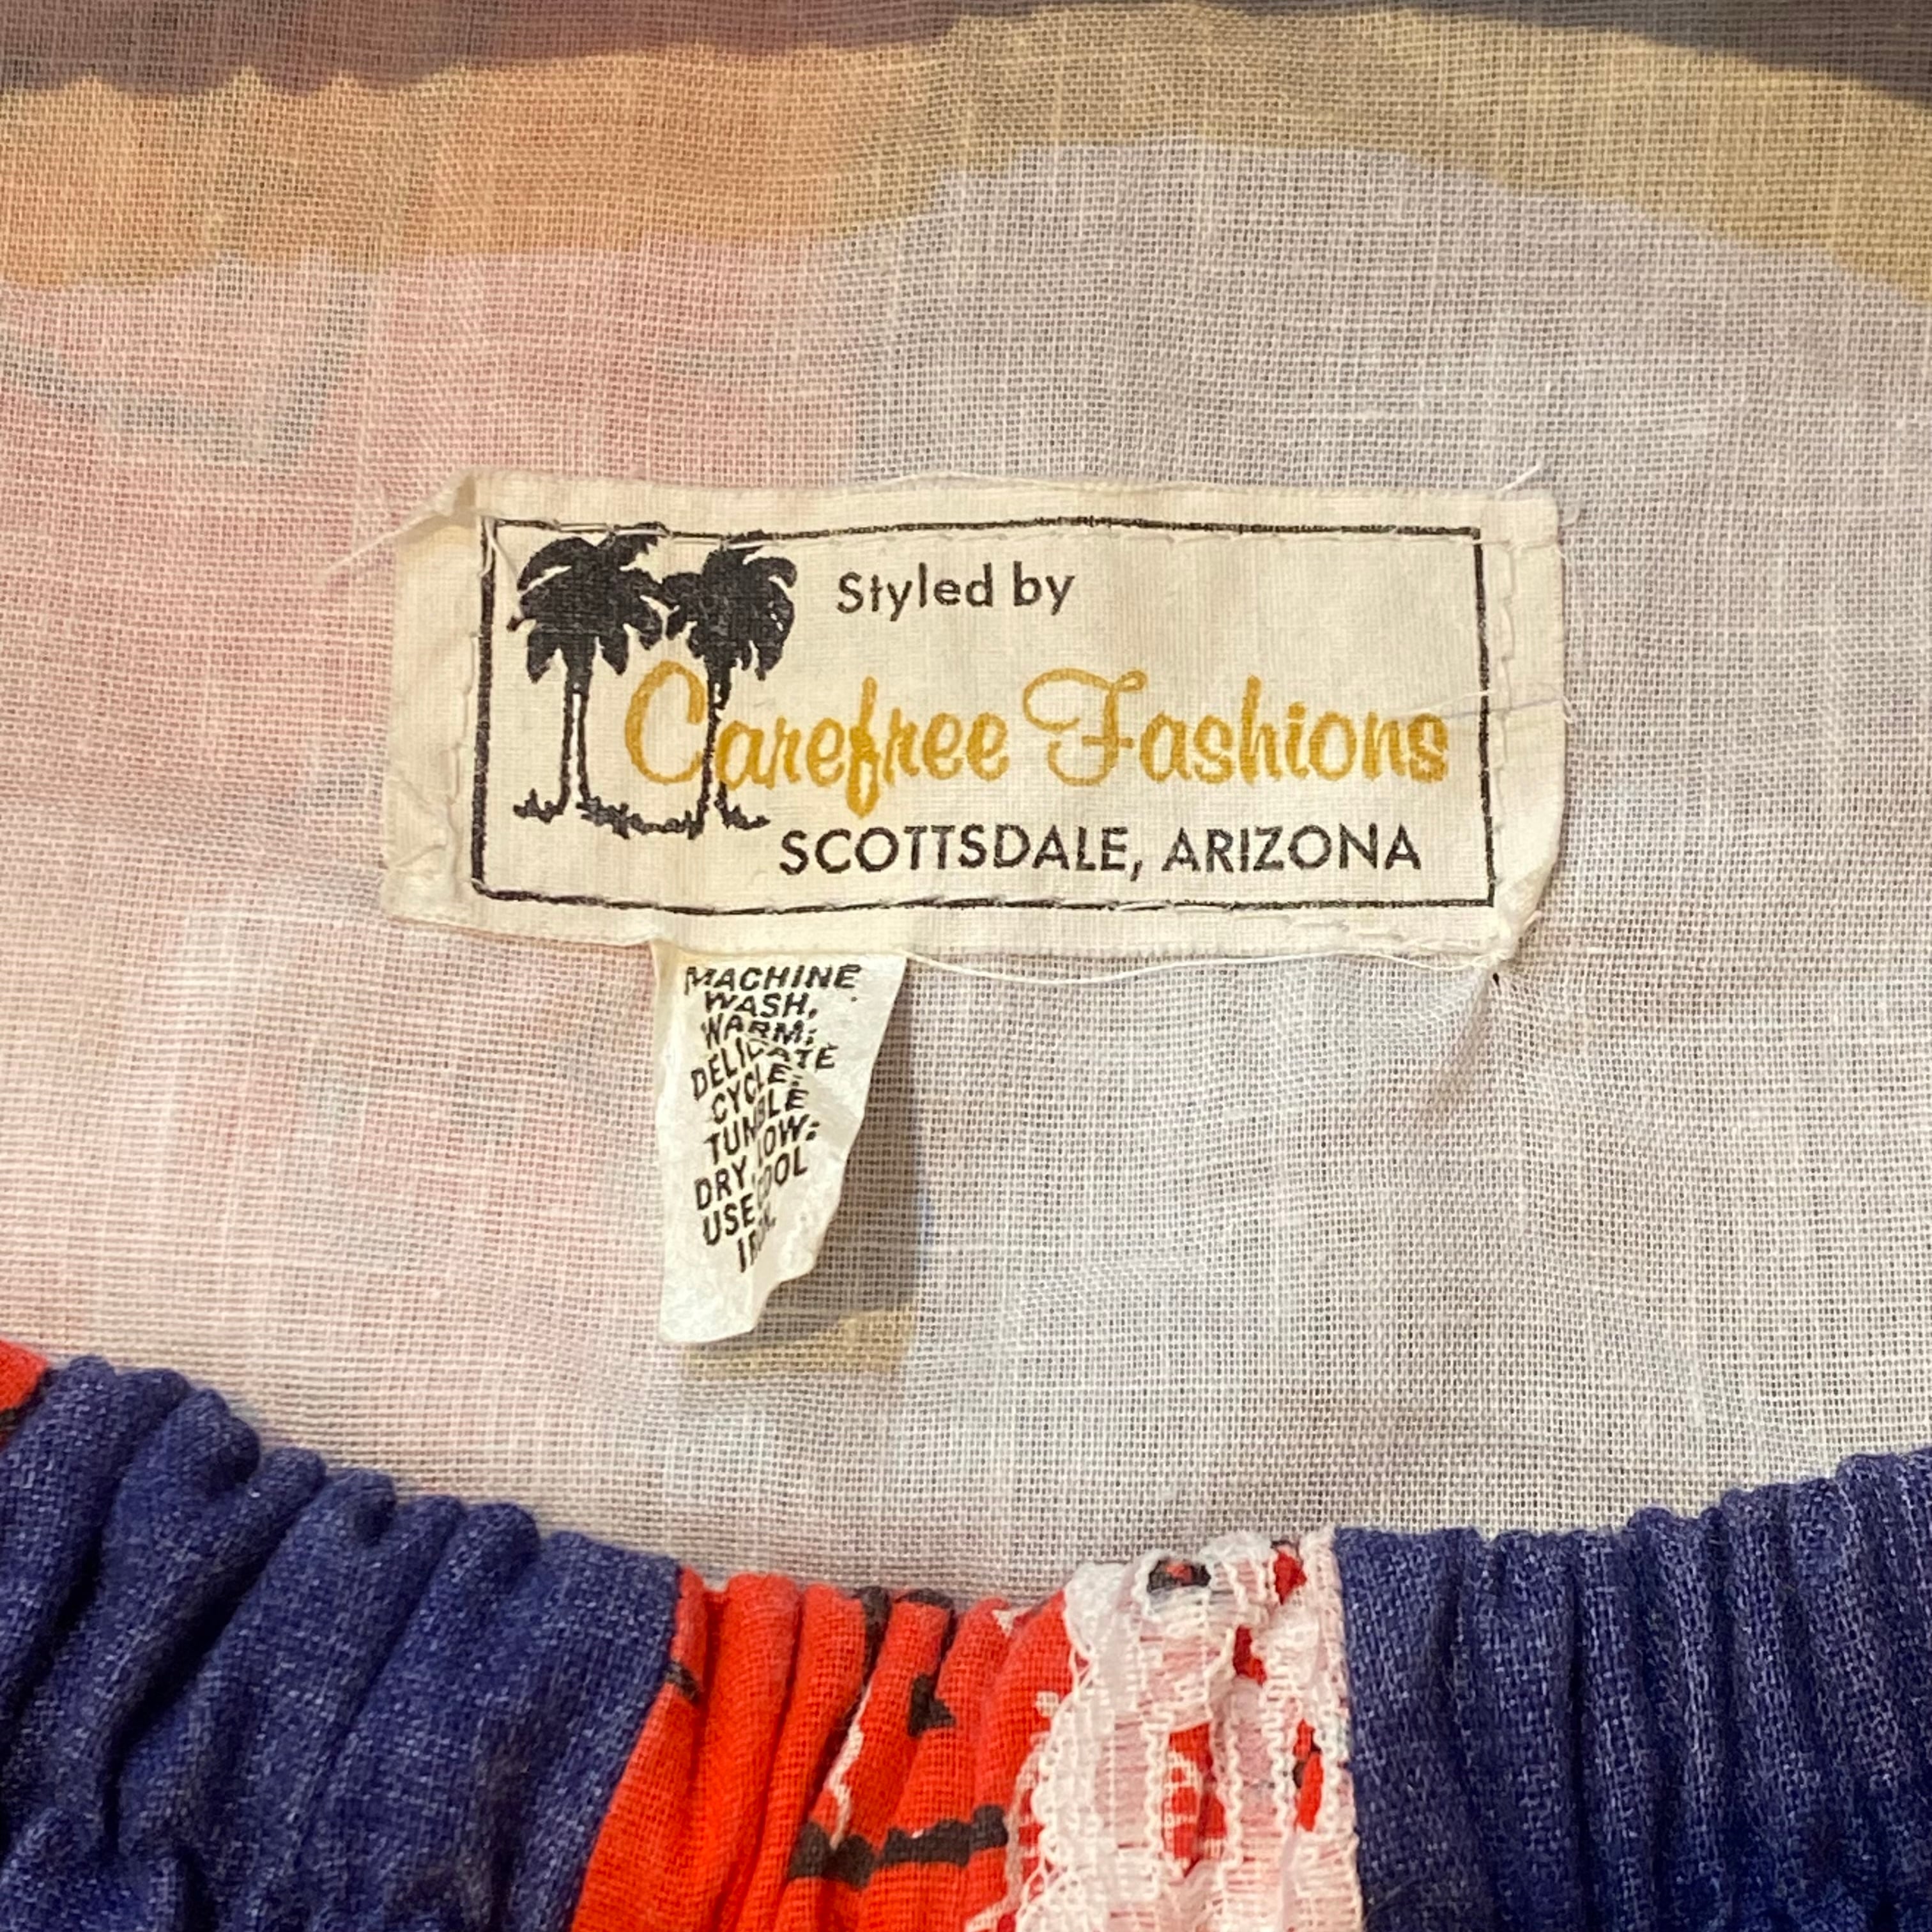 Styled by
Carefree Fashions
SCOTTSDALE, ARIZONA
MACHINE
WASH,
WARM;
DELICATE
CYCLE;
TUMBLE
DRY, LOW;
USE COOL
IRON.